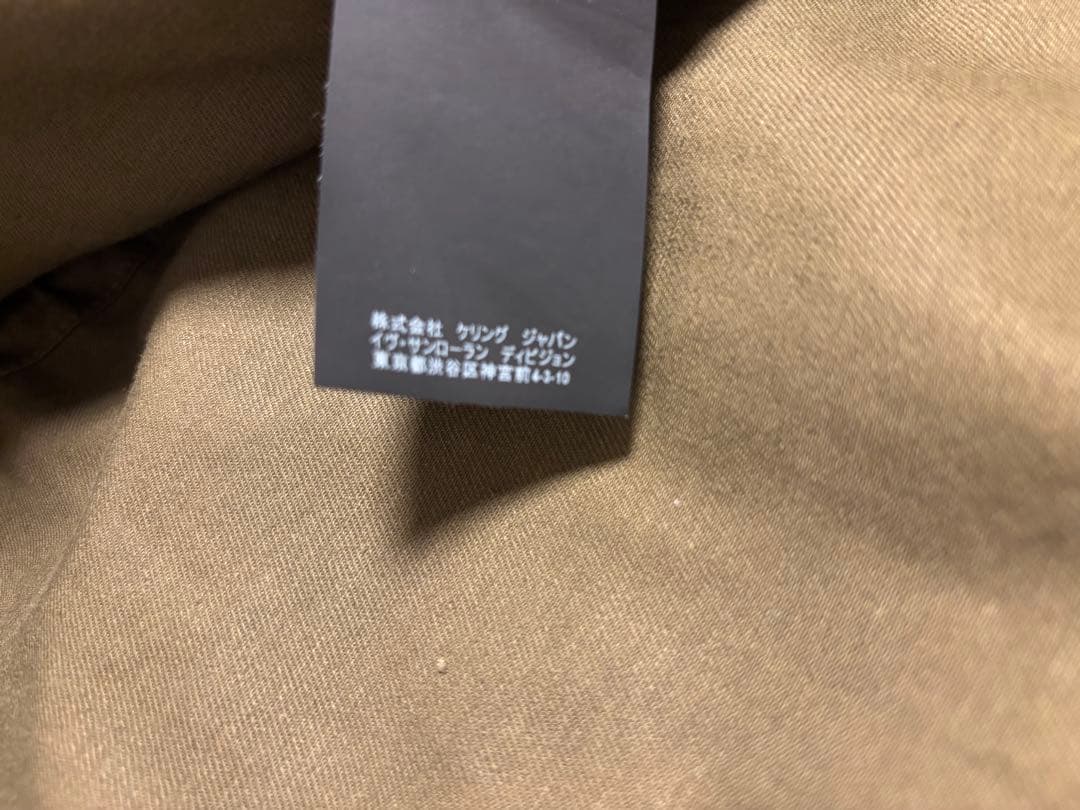 株式会社 ケリング ジャパン
イヴ・サンローラン ディビジョン
東京都渋谷区神宮前4-3-10